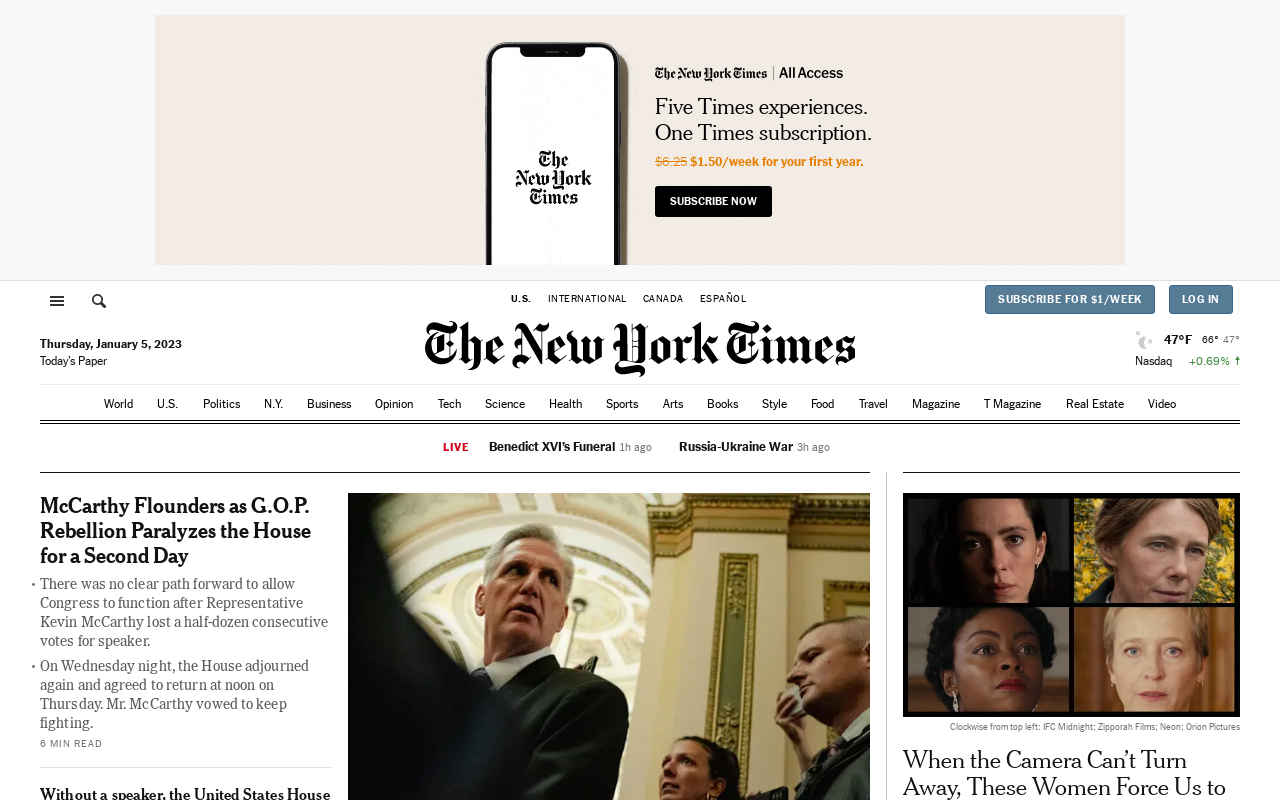 The New York Times | All Access
Five Times experiences.
One Times subscription.
$6.25 $1.50/week for your first year.
SUBSCRIBE NOW
The
New York
Times
U.S. INTERNATIONAL CANADA ESPAÑOL
SUBSCRIBE FOR $1/WEEK LOG IN
The New York Times
Thursday, January 5, 2023
Today's Paper
47°F 66° 47°
Nasdaq +0.69% ↑
World U.S. Politics N.Y. Business Opinion Tech Science Health Sports Arts Books Style Food Travel Magazine T Magazine Real Estate Video
LIVE Benedict XVI's Funeral 1h ago Russia-Ukraine War 3h ago
McCarthy Flounders as G.O.P.
Rebellion Paralyzes the House
for a Second Day
• There was no clear path forward to allow
Congress to function after Representative
Kevin McCarthy lost a half-dozen consecutive
votes for speaker.
• On Wednesday night, the House adjourned
again and agreed to return at noon on
Thursday. Mr. McCarthy vowed to keep
fighting.
6 MIN READ
Without a speaker, the United States House
Clockwise from top left: IFC Midnight; Zipporah Films; Neon; Orion Pictures
When the Camera Can't Turn
Away, These Women Force Us to